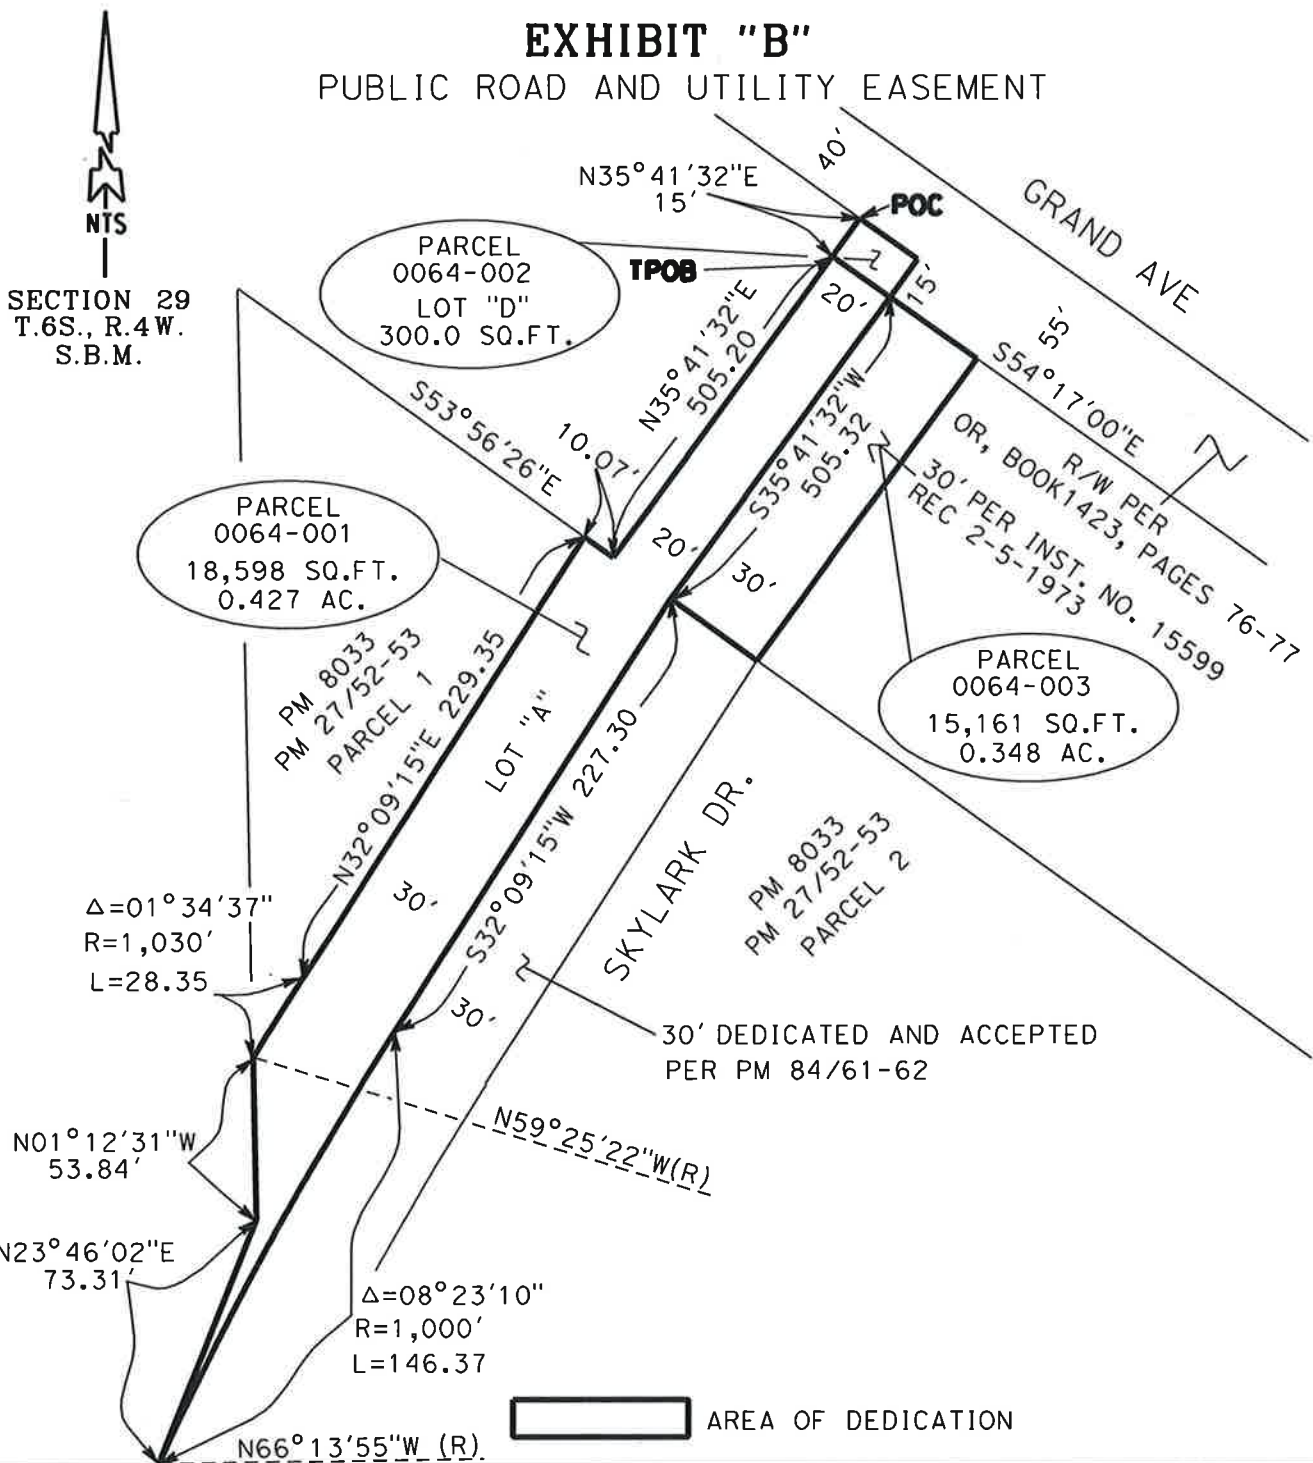 EXHIBIT "B"
PUBLIC ROAD AND UTILITY EASEMENT
NTS
SECTION 29
T.6S., R.4W.
S.B.M.
40'
GRAND AVE
55'
N35°41'32"E
15'
POC
TPOB
PARCEL
0064-002
LOT "D"
300.0 SQ.FT.
20'
15'
S54°17'00"E
R/W PER
OR, BOOK1423, PAGES 76-77
30' PER INST. NO. 15599
REC 2-5-1973
N35°41'32"E
505.20
S35°41'32"W
505.32
S53°56'26"E
10.07'
20'
30'
PARCEL
0064-001
18,598 SQ.FT.
0.427 AC.
PARCEL
0064-003
15,161 SQ.FT.
0.348 AC.
PM 8033
PM 27/52-53
PARCEL 1
N32°09'15"E 229.35
LOT "A"
S32°09'15"W 227.30
SKYLARK DR.
PM 8033
PM 27/52-53
PARCEL 2
30'
30'
Δ=01°34'37"
R=1,030'
L=28.35
30' DEDICATED AND ACCEPTED
PER PM 84/61-62
N59°25'22"W(R)
N01°12'31"W
53.84'
N23°46'02"E
73.31'
Δ=08°23'10"
R=1,000'
L=146.37
AREA OF DEDICATION
N66°13'55"W (R)